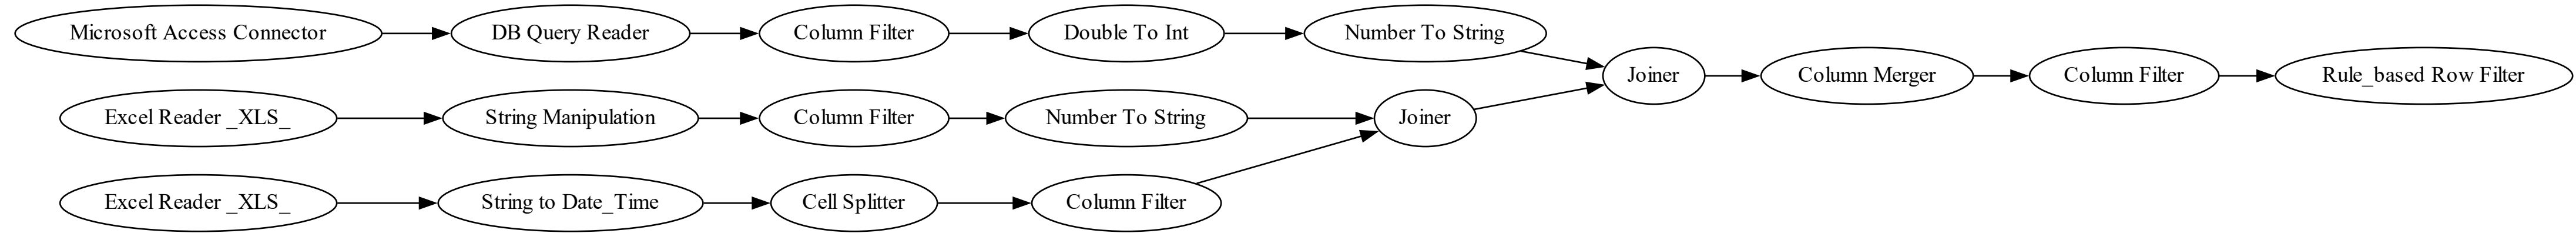 Microsoft Access Connector
DB Query Reader
Column Filter
Double To Int
Number To String
Joiner
Column Merger
Column Filter
Rule_based Row Filter
Excel Reader _XLS_
String Manipulation
Column Filter
Number To String
Joiner
Excel Reader _XLS_
String to Date_Time
Cell Splitter
Column Filter